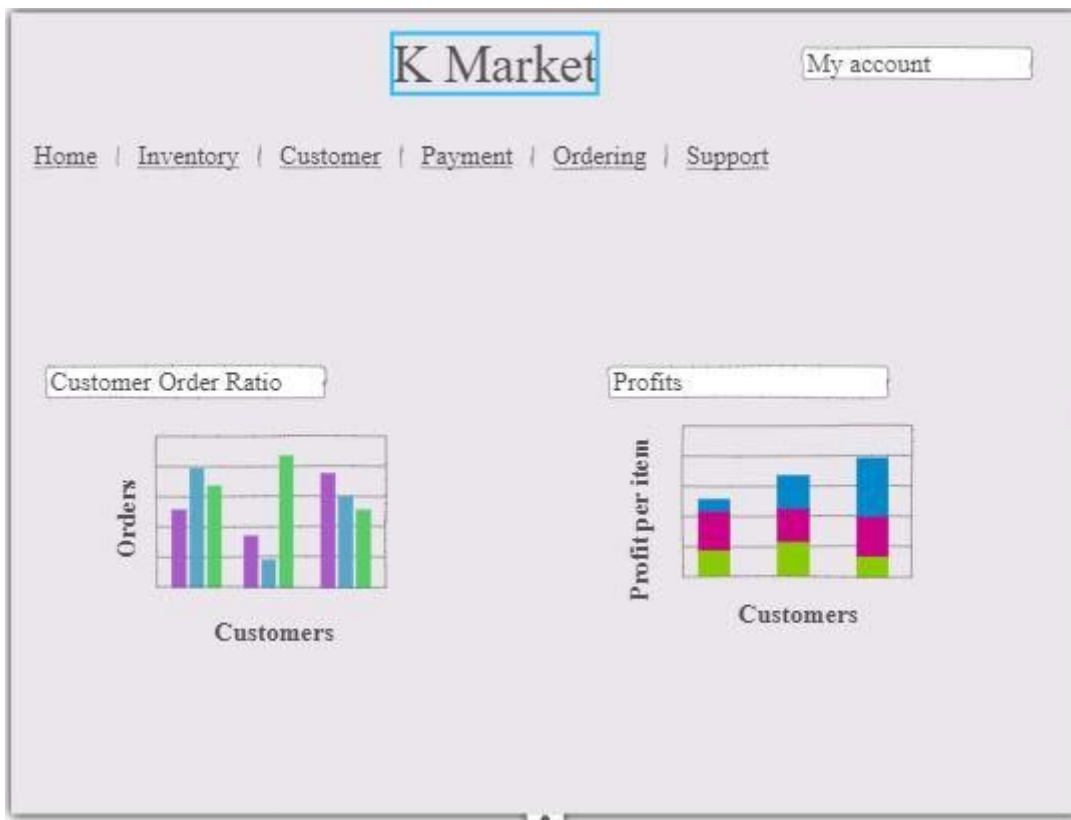 K Market
My account
Home | Inventory | Customer | Payment | Ordering | Support
Customer Order Ratio
Profits
Orders
Customers
Profit per item
Customers